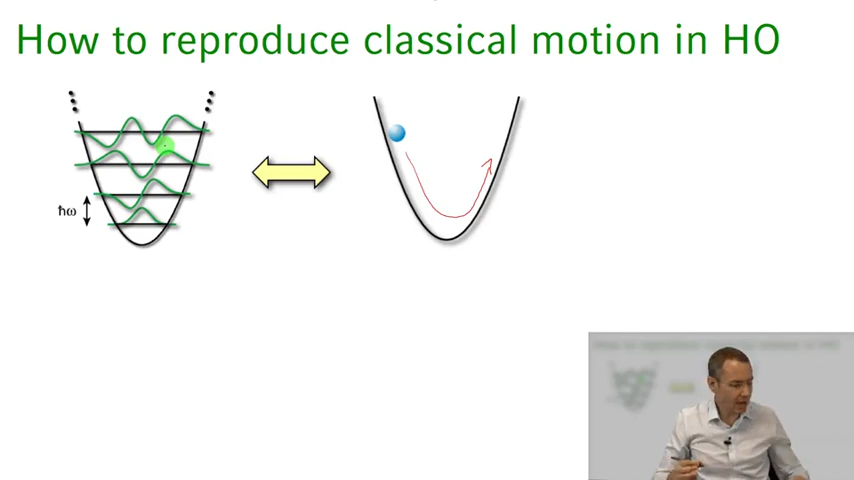 How to reproduce classical motion in HO
ħω